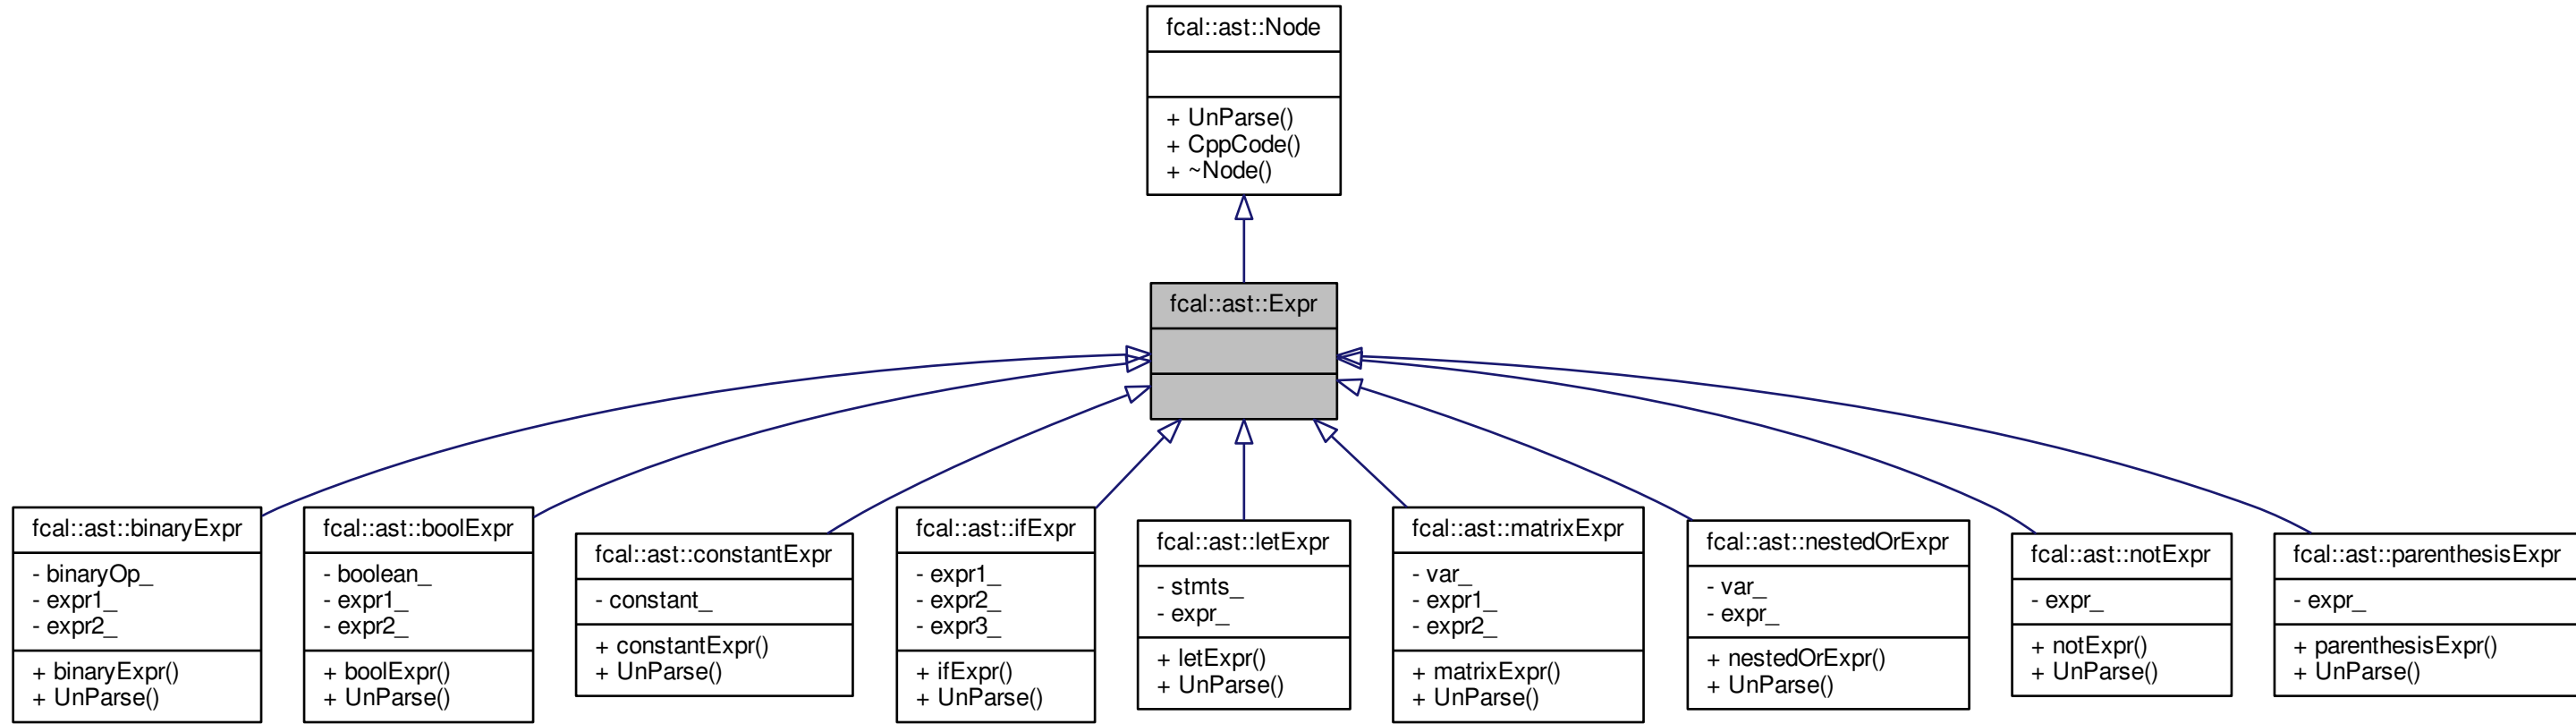 fcal::ast::Node
+ UnParse()
+ CppCode()
+ ~Node()
fcal::ast::Expr
fcal::ast::binaryExpr
- binaryOp_
- expr1_
- expr2_
+ binaryExpr()
+ UnParse()
fcal::ast::boolExpr
- boolean_
- expr1_
- expr2_
+ boolExpr()
+ UnParse()
fcal::ast::constantExpr
- constant_
+ constantExpr()
+ UnParse()
fcal::ast::ifExpr
- expr1_
- expr2_
- expr3_
+ ifExpr()
+ UnParse()
fcal::ast::letExpr
- stmts_
- expr_
+ letExpr()
+ UnParse()
fcal::ast::matrixExpr
- var_
- expr1_
- expr2_
+ matrixExpr()
+ UnParse()
fcal::ast::nestedOrExpr
- var_
- expr_
+ nestedOrExpr()
+ UnParse()
fcal::ast::notExpr
- expr_
+ notExpr()
+ UnParse()
fcal::ast::parenthesisExpr
- expr_
+ parenthesisExpr()
+ UnParse()